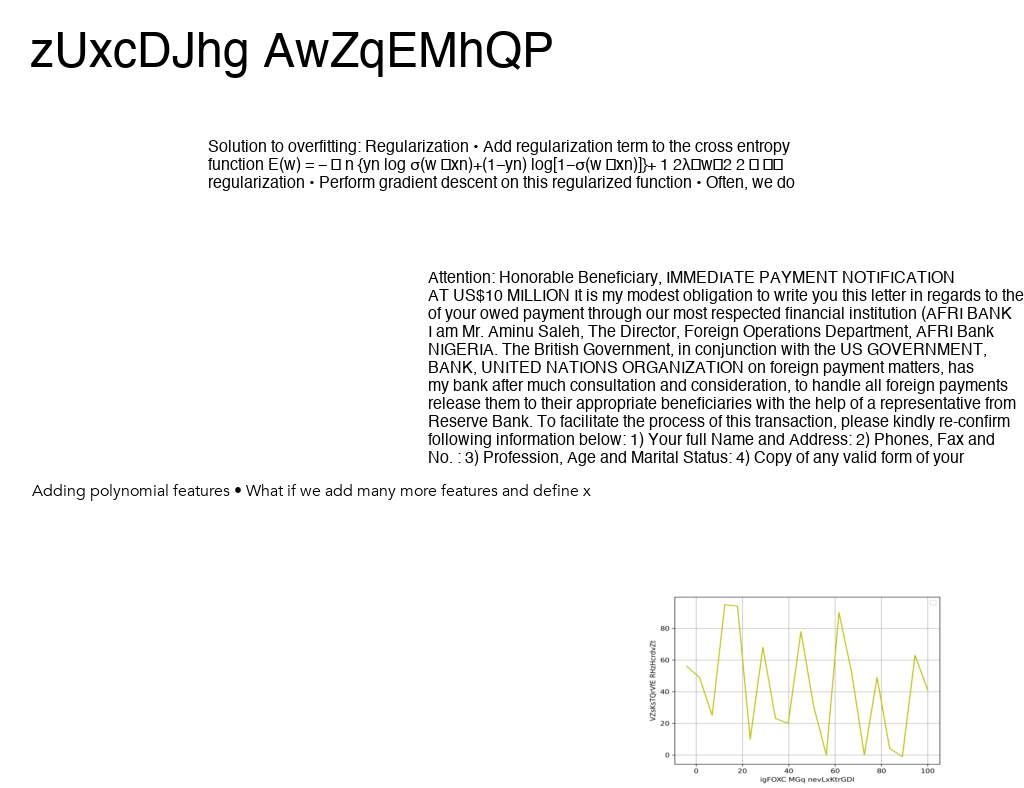 zUxcDJhg AwZqEMhQP
Solution to overfitting: Regularization • Add regularization term to the cross entropy
function E(w) = – □ n {yn log σ(w □xn)+(1−yn) log[1−σ(w □xn)]}+ 1 2λ□w□2 2 □ □□
regularization • Perform gradient descent on this regularized function • Often, we do
Attention: Honorable Beneficiary, IMMEDIATE PAYMENT NOTIFICATION
AT US$10 MILLION It is my modest obligation to write you this letter in regards to the
of your owed payment through our most respected financial institution (AFRI BANK
I am Mr. Aminu Saleh, The Director, Foreign Operations Department, AFRI Bank
NIGERIA. The British Government, in conjunction with the US GOVERNMENT,
BANK, UNITED NATIONS ORGANIZATION on foreign payment matters, has
my bank after much consultation and consideration, to handle all foreign payments
release them to their appropriate beneficiaries with the help of a representative from
Reserve Bank. To facilitate the process of this transaction, please kindly re-confirm
following information below: 1) Your full Name and Address: 2) Phones, Fax and
No. : 3) Profession, Age and Marital Status: 4) Copy of any valid form of your
Adding polynomial features • What if we add many more features and define x
80
60
40
20
0
VZsKsTQrVfE RHzHcrdvZt
0 20 40 60 80 100
igFOXC MGq nevLxKtrGDI